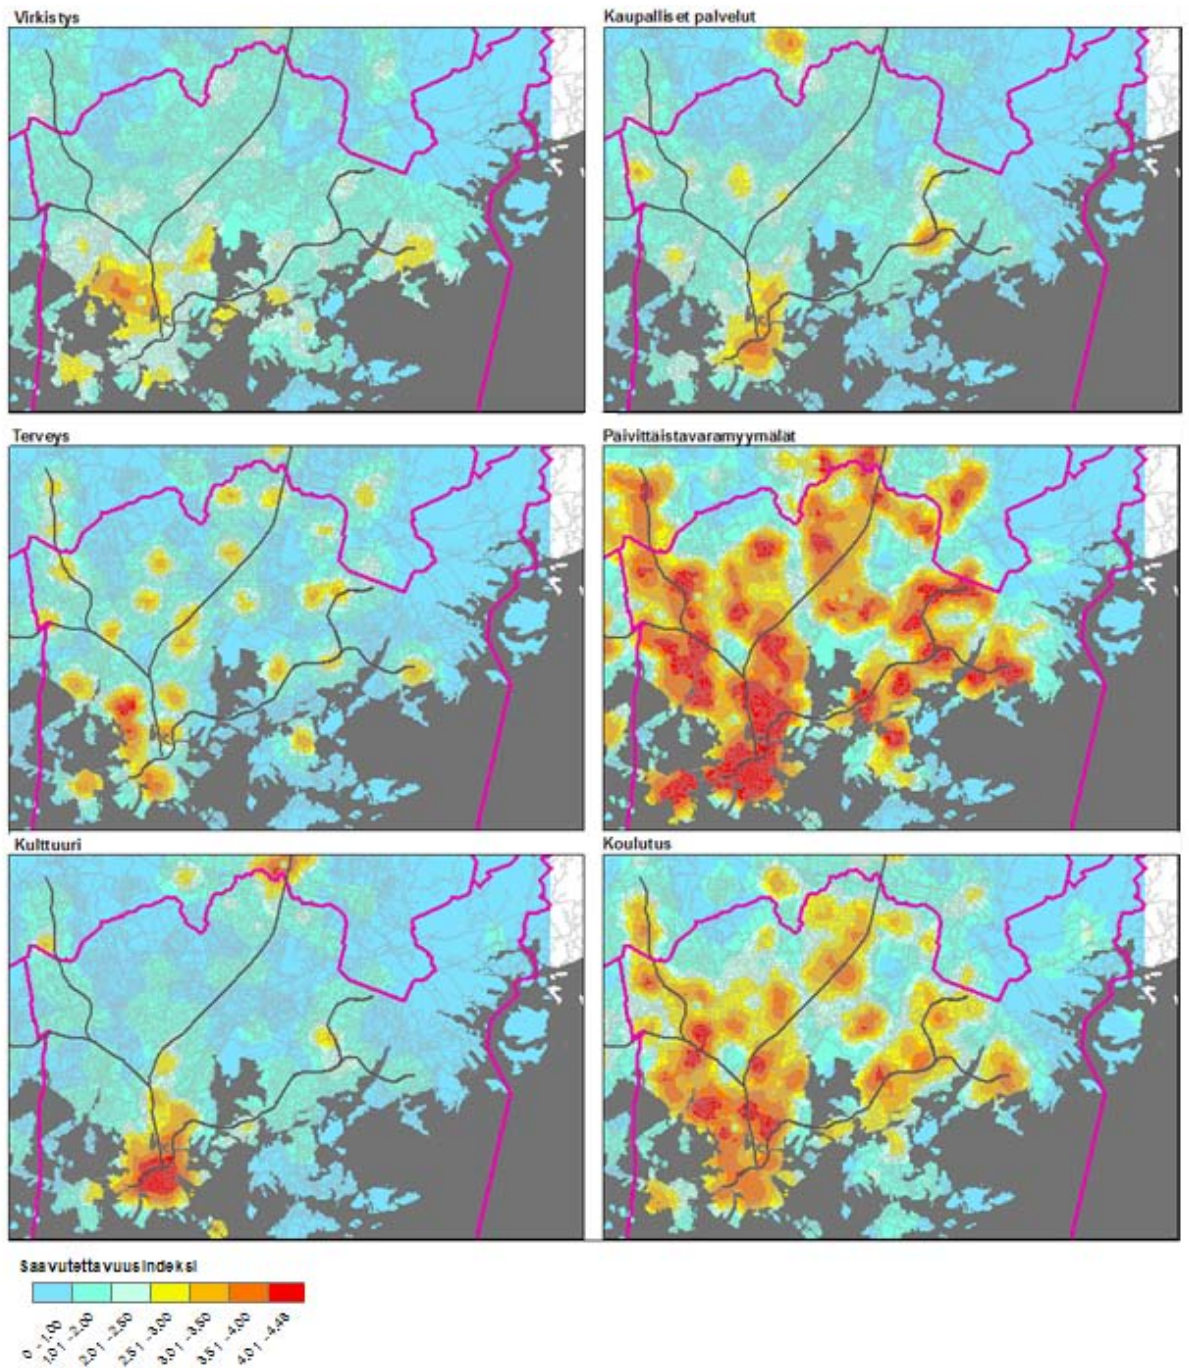 Virkistys
Kaupalliset palvelut
Terveys
Päivittäistavaramyymälät
Kulttuuri
Koulutus
Saavutettavuusindeksi
0 - 1,00
1,01 - 2,00
2,01 - 2,50
2,51 - 3,00
3,01 - 3,50
3,51 - 4,00
4,01 - 4,48